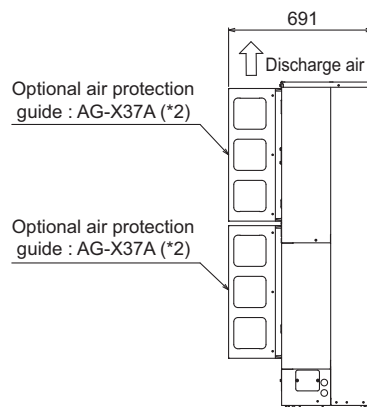 691
Discharge air
Optional air protection
guide : AG-X37A (*2)
Optional air protection
guide : AG-X37A (*2)